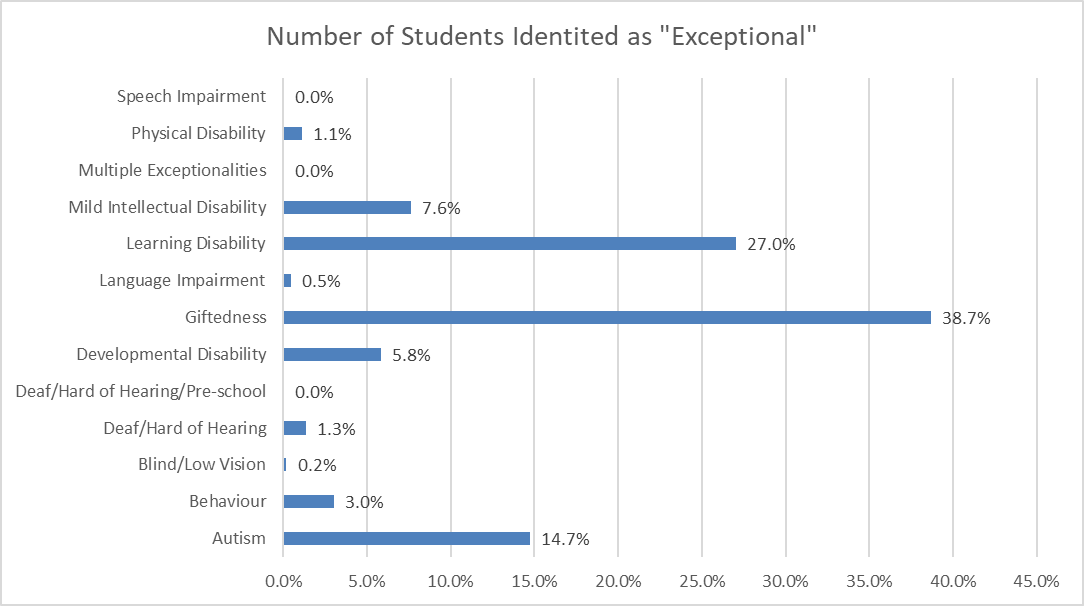 Number of Students Identited as "Exceptional"
Speech Impairment 0.0%
Physical Disability 1.1%
Multiple Exceptionalities 0.0%
Mild Intellectual Disability 7.6%
Learning Disability 27.0%
Language Impairment 0.5%
Giftedness 38.7%
Developmental Disability 5.8%
Deaf/Hard of Hearing/Pre-school 0.0%
Deaf/Hard of Hearing 1.3%
Blind/Low Vision 0.2%
Behaviour 3.0%
Autism 14.7%
0.0% 5.0% 10.0% 15.0% 20.0% 25.0% 30.0% 35.0% 40.0% 45.0%